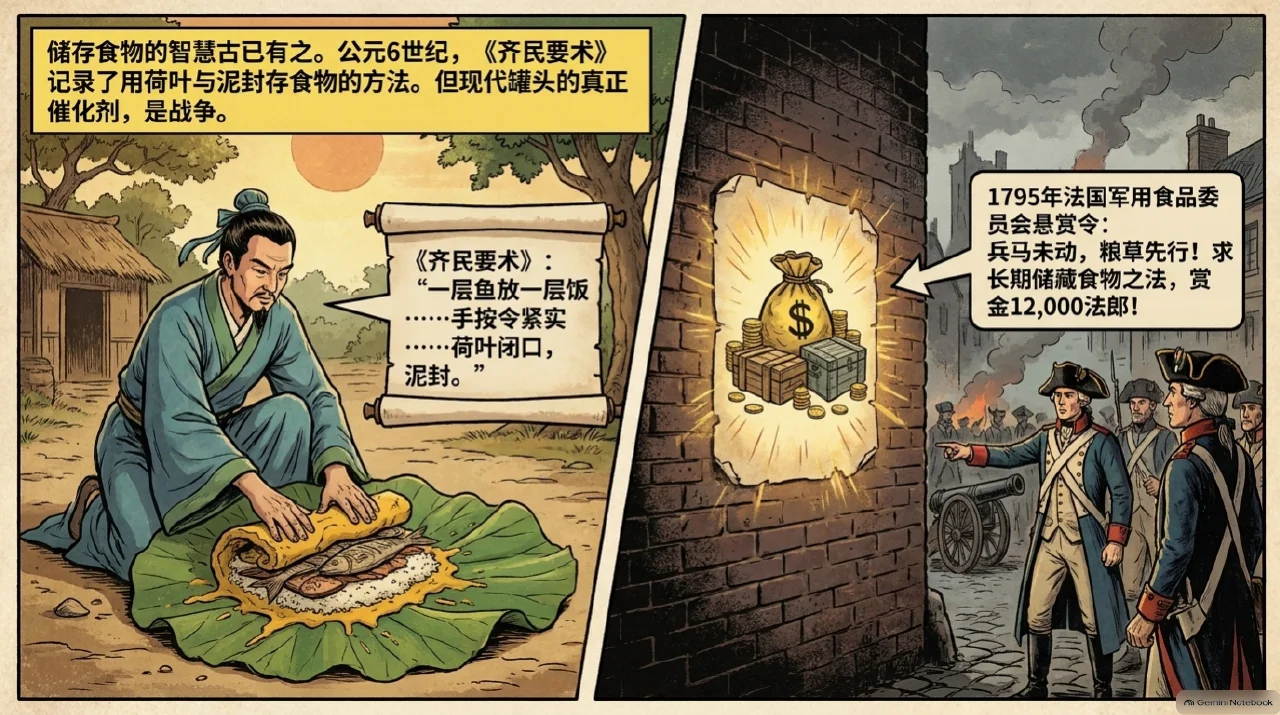 储存食物的智慧古已有之。公元6世纪，《齐民要术》
记录了用荷叶与泥封存食物的方法。但现代罐头的真正
催化剂，是战争。
《齐民要术》：
“一层鱼放一层饭
……手按令紧实
……荷叶闭口，
泥封。”
$
1795年法国军用食品委
员会悬赏令：
兵马未动，粮草先行！求
长期储藏食物之法，赏
金12,000法郎！
Gemini Notebook